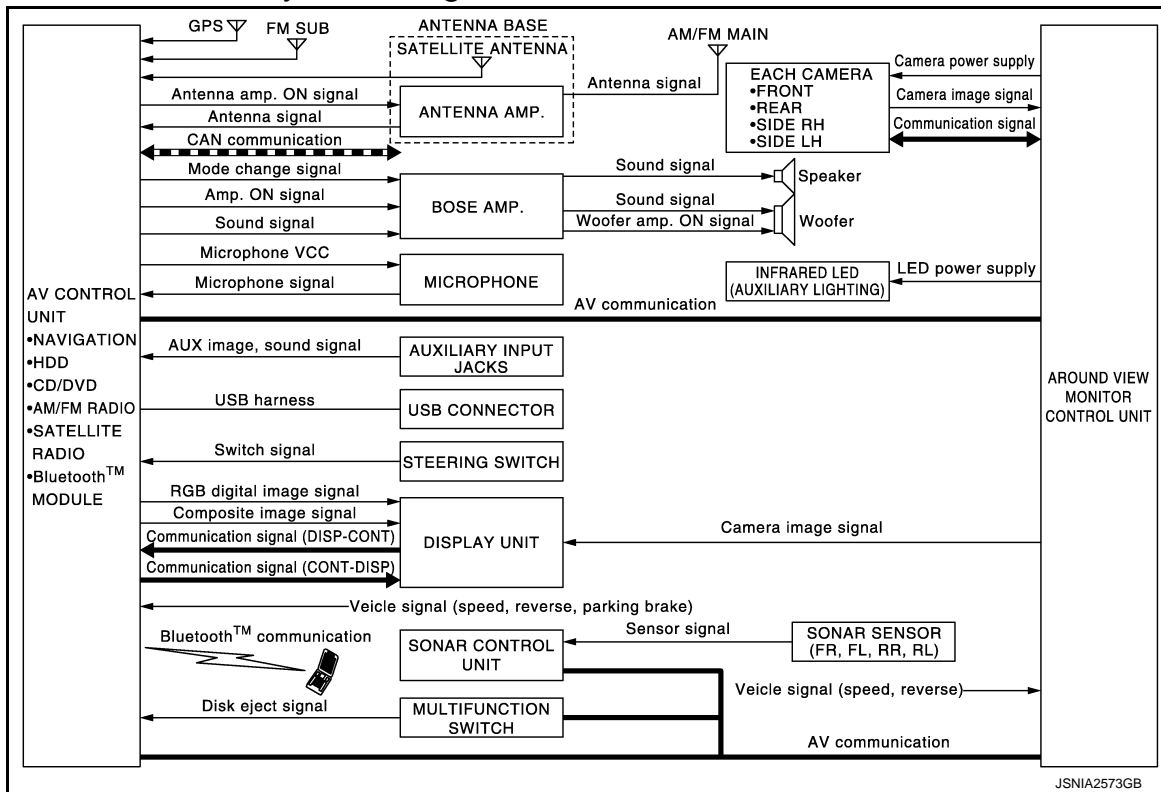 GPS
FM SUB
ANTENNA BASE
SATELLITE ANTENNA
AM/FM MAIN
Antenna signal
Antenna amp. ON signal
Antenna signal
ANTENNA AMP.
CAN communication
EACH CAMERA
•FRONT
•REAR
•SIDE RH
•SIDE LH
Camera power supply
Camera image signal
Communication signal
Mode change signal
Amp. ON signal
Sound signal
BOSE AMP.
Sound signal
Speaker
Sound signal
Woofer amp. ON signal
Woofer
Microphone VCC
Microphone signal
MICROPHONE
INFRARED LED
(AUXILIARY LIGHTING)
LED power supply
AV communication
AV CONTROL
UNIT
•NAVIGATION
•HDD
•CD/DVD
•AM/FM RADIO
•SATELLITE
RADIO
•Bluetooth™
MODULE
AUX image, sound signal
AUXILIARY INPUT
JACKS
USB harness
USB CONNECTOR
Switch signal
STEERING SWITCH
AROUND VIEW
MONITOR
CONTROL UNIT
RGB digital image signal
Composite image signal
Communication signal (DISP-CONT)
Communication signal (CONT-DISP)
DISPLAY UNIT
Camera image signal
Veicle signal (speed, reverse, parking brake)
Bluetooth™ communication
SONAR CONTROL
UNIT
Sensor signal
SONAR SENSOR
(FR, FL, RR, RL)
Veicle signal (speed, reverse)
Disk eject signal
MULTIFUNCTION
SWITCH
AV communication
JSNIA2573GB